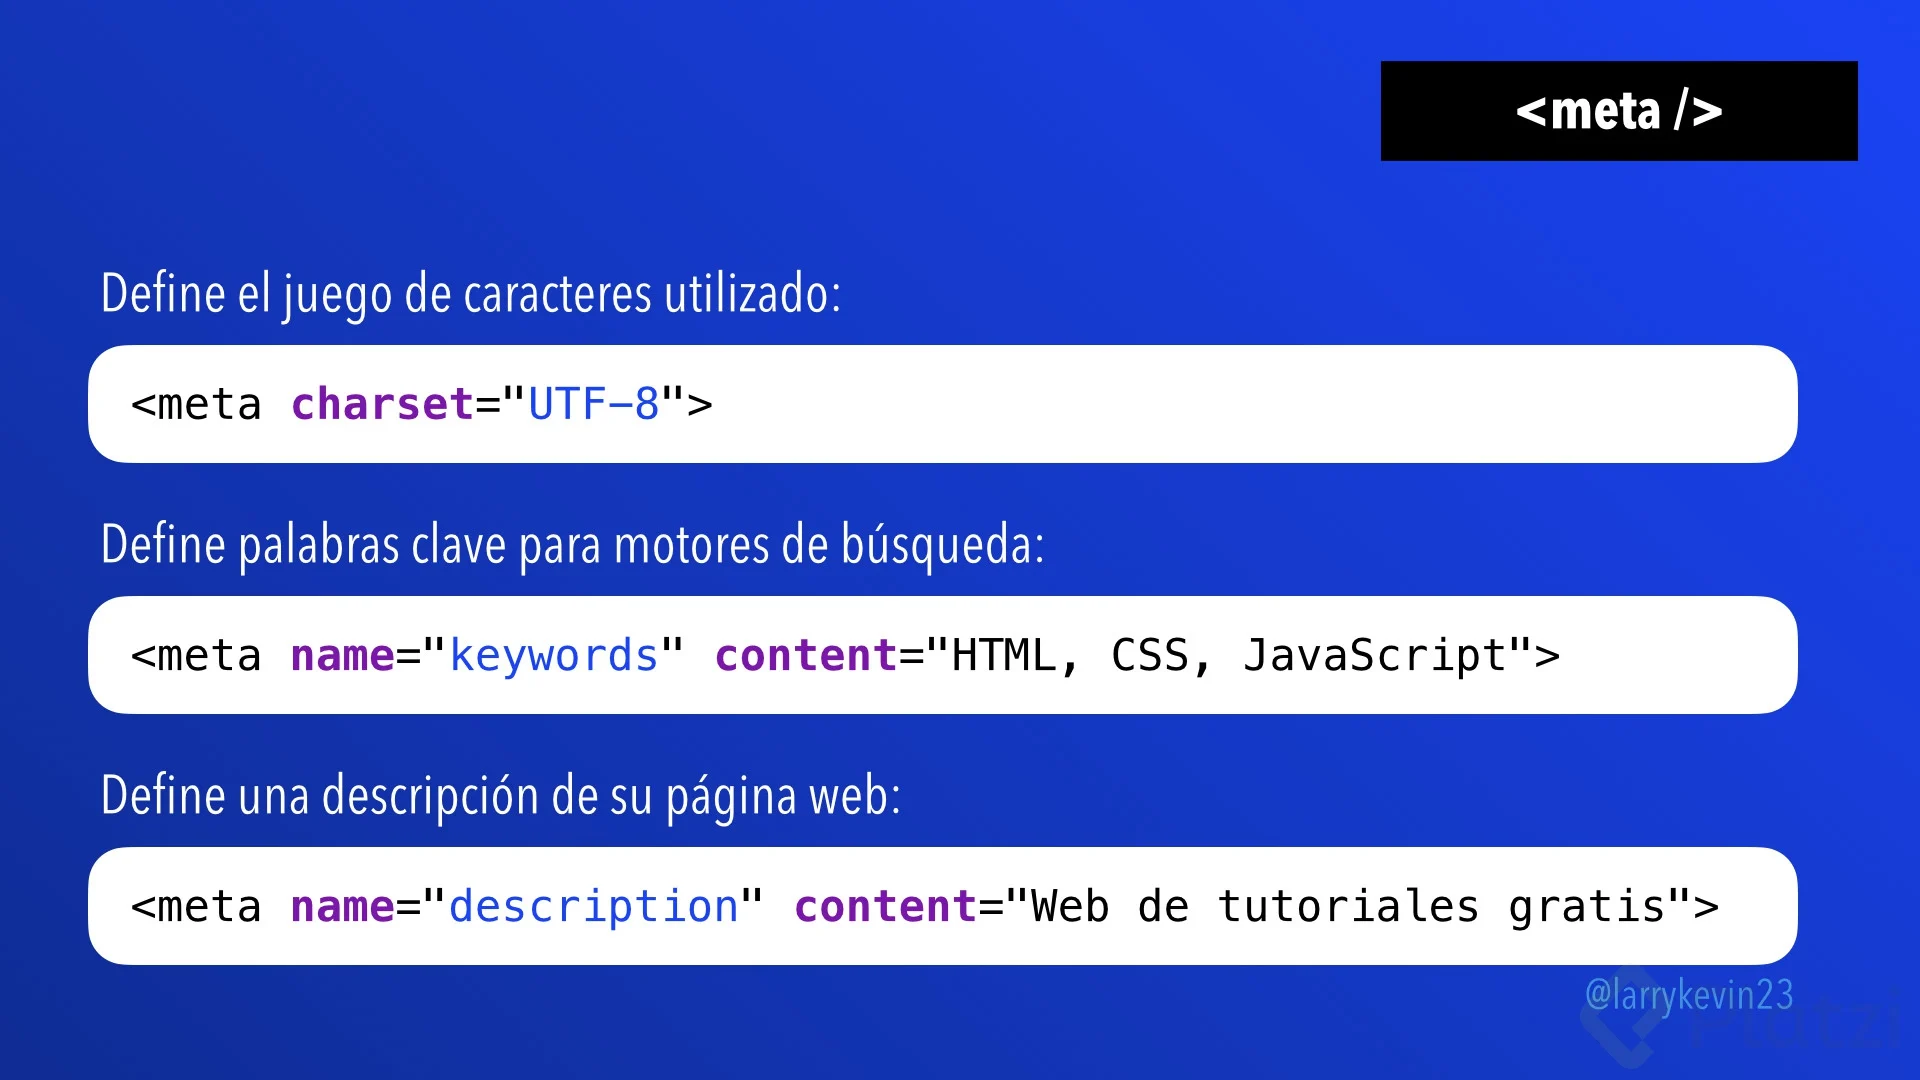 <meta />
Define el juego de caracteres utilizado:
<meta charset="UTF-8">
Define palabras clave para motores de búsqueda:
<meta name="keywords" content="HTML, CSS, JavaScript">
Define una descripción de su página web:
<meta name="description" content="Web de tutoriales gratis">
@larrykevin23
Platzi